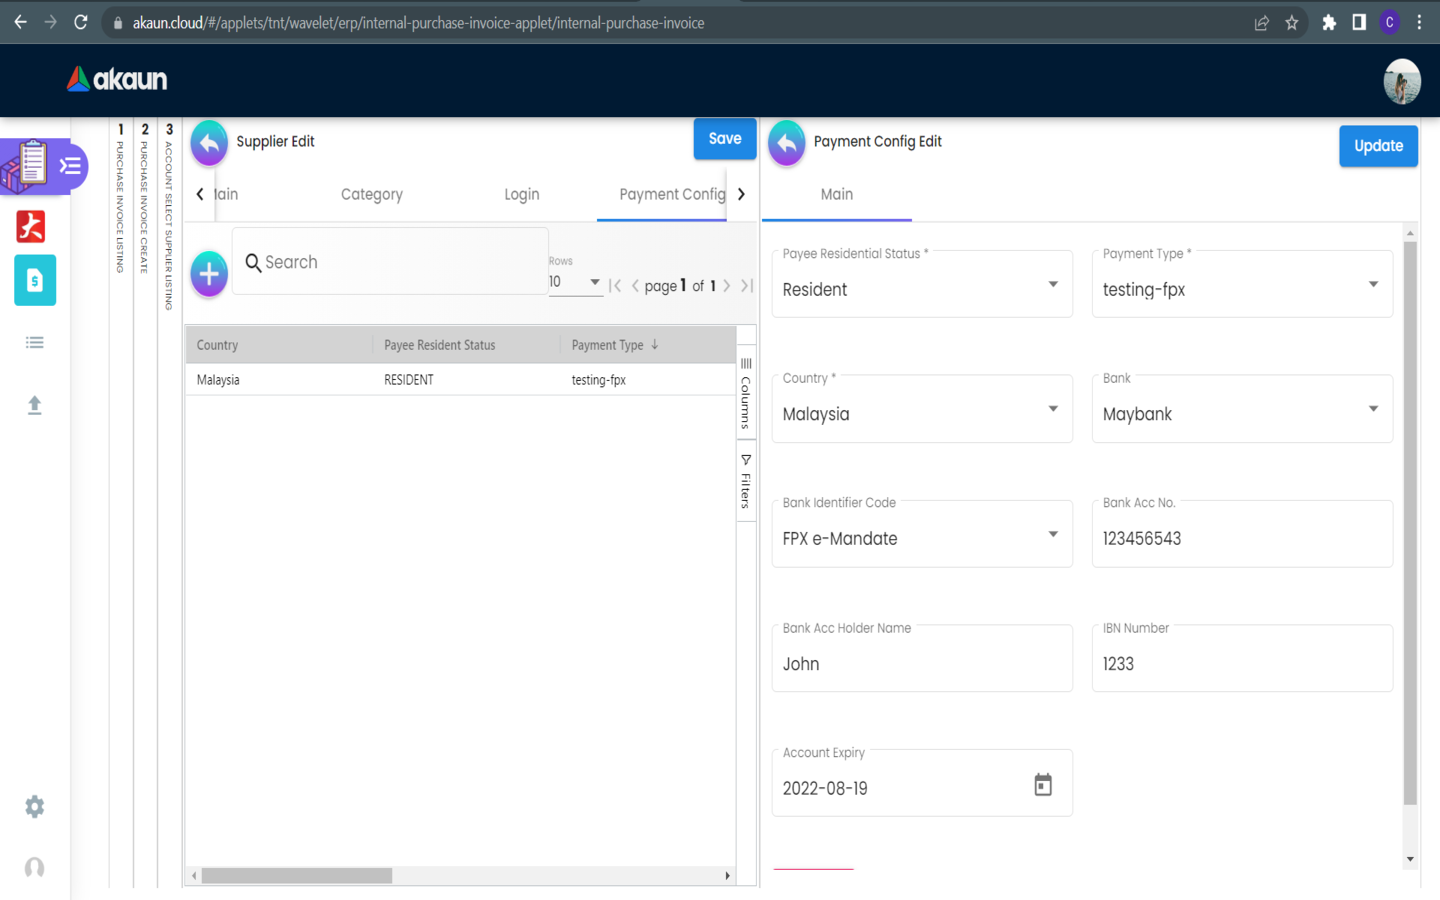 akaun.cloud/#/applets/tnt/wavelet/erp/internal-purchase-invoice-applet/internal-purchase-invoice
C
akaun
1 PURCHASE INVOICE LISTING
2 PURCHASE INVOICE CREATE
3 ACCOUNT SELECT SUPPLIER LISTING
Supplier Edit
Save
Main Category Login Payment Config
Search
Rows
10
page 1 of 1
Country Payee Resident Status Payment Type
Malaysia RESIDENT testing-fpx
Columns
Filters
Payment Config Edit
Update
Main
Payee Residential Status *
Resident
Payment Type *
testing-fpx
Country *
Malaysia
Bank
Maybank
Bank Identifier Code
FPX e-Mandate
Bank Acc No.
123456543
Bank Acc Holder Name
John
IBN Number
1233
Account Expiry
2022-08-19